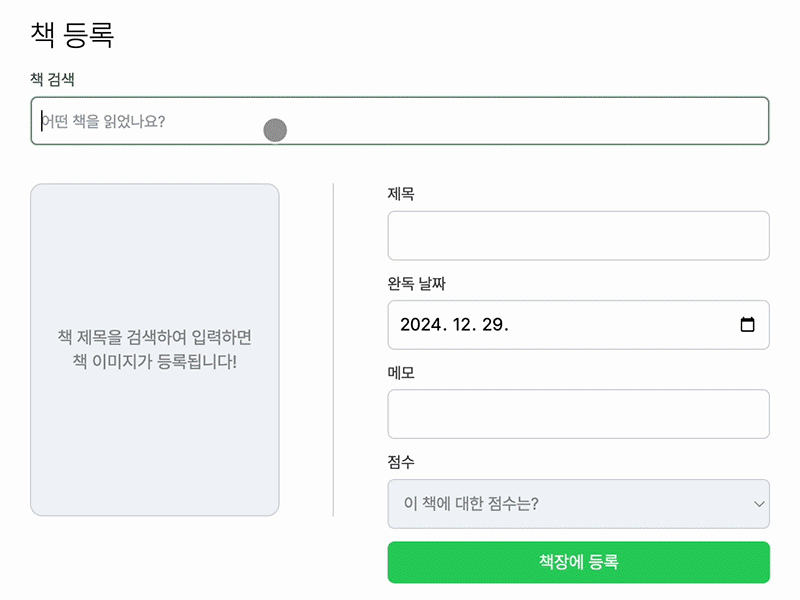 책 등록
책 검색
어떤 책을 읽었나요?
책 제목을 검색하여 입력하면
책 이미지가 등록됩니다!
제목
완독 날짜
2024. 12. 29.
메모
점수
이 책에 대한 점수는?
책장에 등록